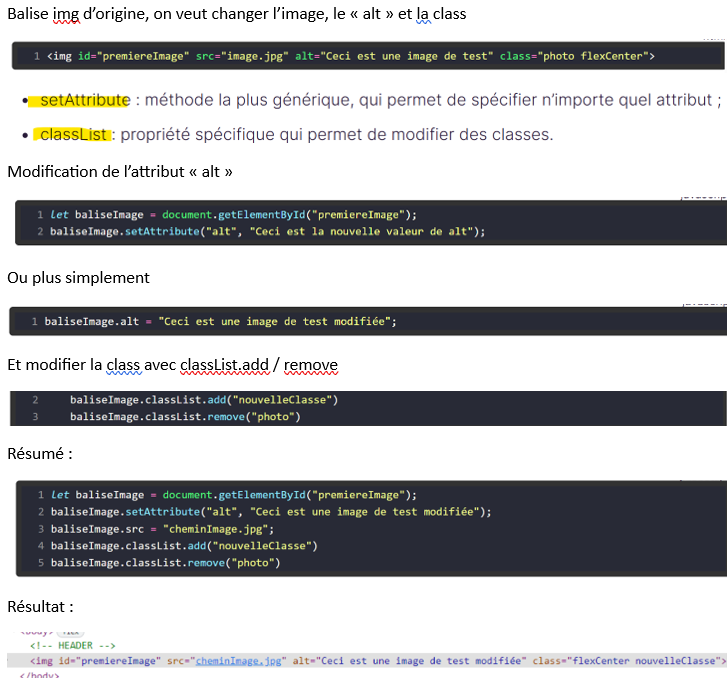 Balise img d’origine, on veut changer l’image, le « alt » et la class
1 <img id="premiereImage" src="image.jpg" alt="Ceci est une image de test" class="photo flexCenter">
• setAttribute : méthode la plus générique, qui permet de spécifier n’importe quel attribut ;
• classList : propriété spécifique qui permet de modifier des classes.
Modification de l’attribut « alt »
1 let baliseImage = document.getElementById("premiereImage");
2 baliseImage.setAttribute("alt", "Ceci est la nouvelle valeur de alt");
Ou plus simplement
1 baliseImage.alt = "Ceci est une image de test modifiée";
Et modifier la class avec classList.add / remove
2 baliseImage.classList.add("nouvelleClasse")
3 baliseImage.classList.remove("photo")
Résumé :
1 let baliseImage = document.getElementById("premiereImage");
2 baliseImage.setAttribute("alt", "Ceci est une image de test modifiée");
3 baliseImage.src = "cheminImage.jpg";
4 baliseImage.classList.add("nouvelleClasse")
5 baliseImage.classList.remove("photo")
Résultat :
<!-- HEADER -->
<img id="premiereImage" src="cheminImage.jpg" alt="Ceci est une image de test modifiée" class="flexCenter nouvelleClasse">
</body>